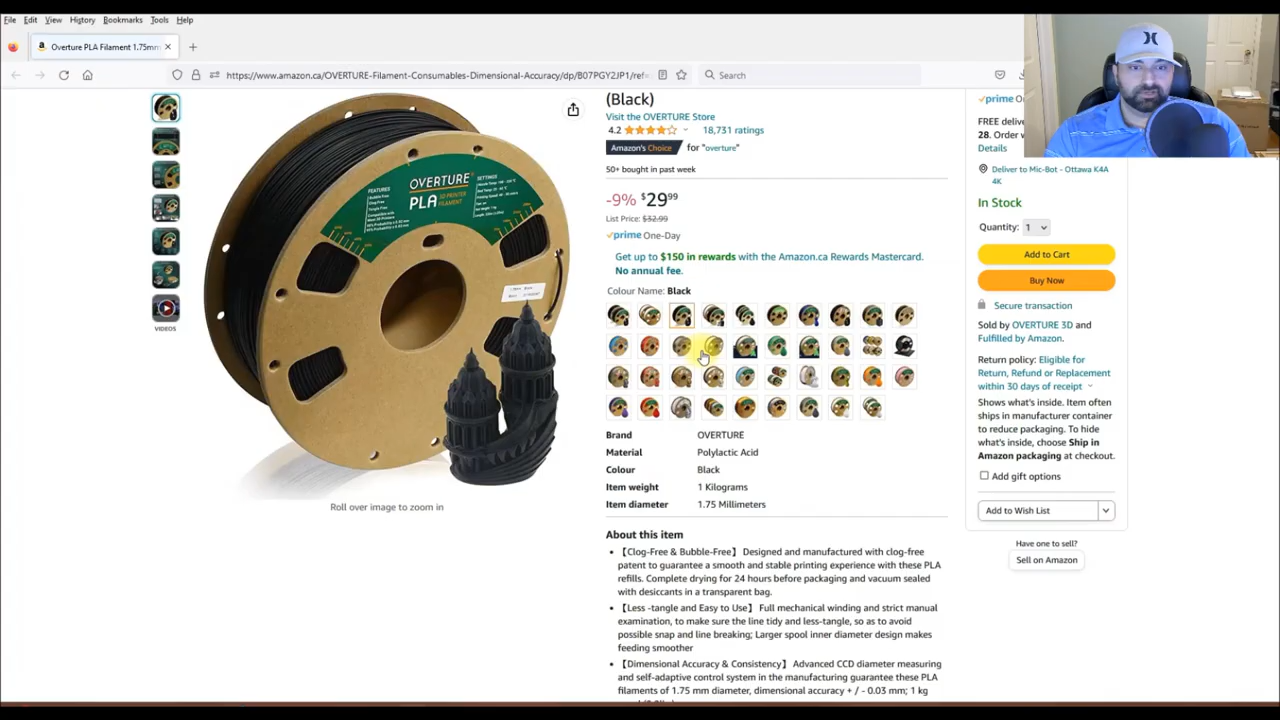 File Edit View History Bookmarks Tools Help
Overture PLA Filament 1.75mm
https://www.amazon.ca/OVERTURE-Filament-Consumables-Dimensional-Accuracy/dp/B07PGY2JP1/ref=
Search
(Black)
Visit the OVERTURE Store
4.2 18,731 ratings
Amazon's Choice for "overture"
50+ bought in past week
-9% $29.99
List Price: $32.99
prime One-Day
Get up to $150 in rewards with the Amazon.ca Rewards Mastercard.
No annual fee.
Colour Name: Black
Brand OVERTURE
Material Polylactic Acid
Colour Black
Item weight 1 Kilograms
Item diameter 1.75 Millimeters
About this item
• 【Clog-Free & Bubble-Free】 Designed and manufactured with clog-free
patent to guarantee a smooth and stable printing experience with these PLA
refills. Complete drying for 24 hours before packaging and vacuum sealed
with desiccants in a transparent bag.
• 【Less -tangle and Easy to Use】 Full mechanical winding and strict manual
examination, to make sure the line tidy and less-tangle, so as to avoid
possible snap and line breaking; Larger spool inner diameter design makes
feeding smoother
• 【Dimensional Accuracy & Consistency】 Advanced CCD diameter measuring
and self-adaptive control system in the manufacturing guarantee these PLA
filaments of 1.75 mm diameter, dimensional accuracy + / - 0.03 mm; 1 kg
VIDEOS
FEATURES
OVERTURE
PLA 3D PRINTER
FILAMENT
SETTINGS
Roll over image to zoom in
prime
FREE
28. Order
Details
Deliver to Mic-Bot - Ottawa K4A
4K
In Stock
Quantity: 1
Add to Cart
Buy Now
Secure transaction
Sold by OVERTURE 3D and
Fulfilled by Amazon.
Return policy: Eligible for
Return, Refund or Replacement
within 30 days of receipt
Shows what's inside. Item often
ships in manufacturer container
to reduce packaging. To hide
what's inside, choose Ship in
Amazon packaging at checkout.
Add gift options
Add to Wish List
Have one to sell?
Sell on Amazon